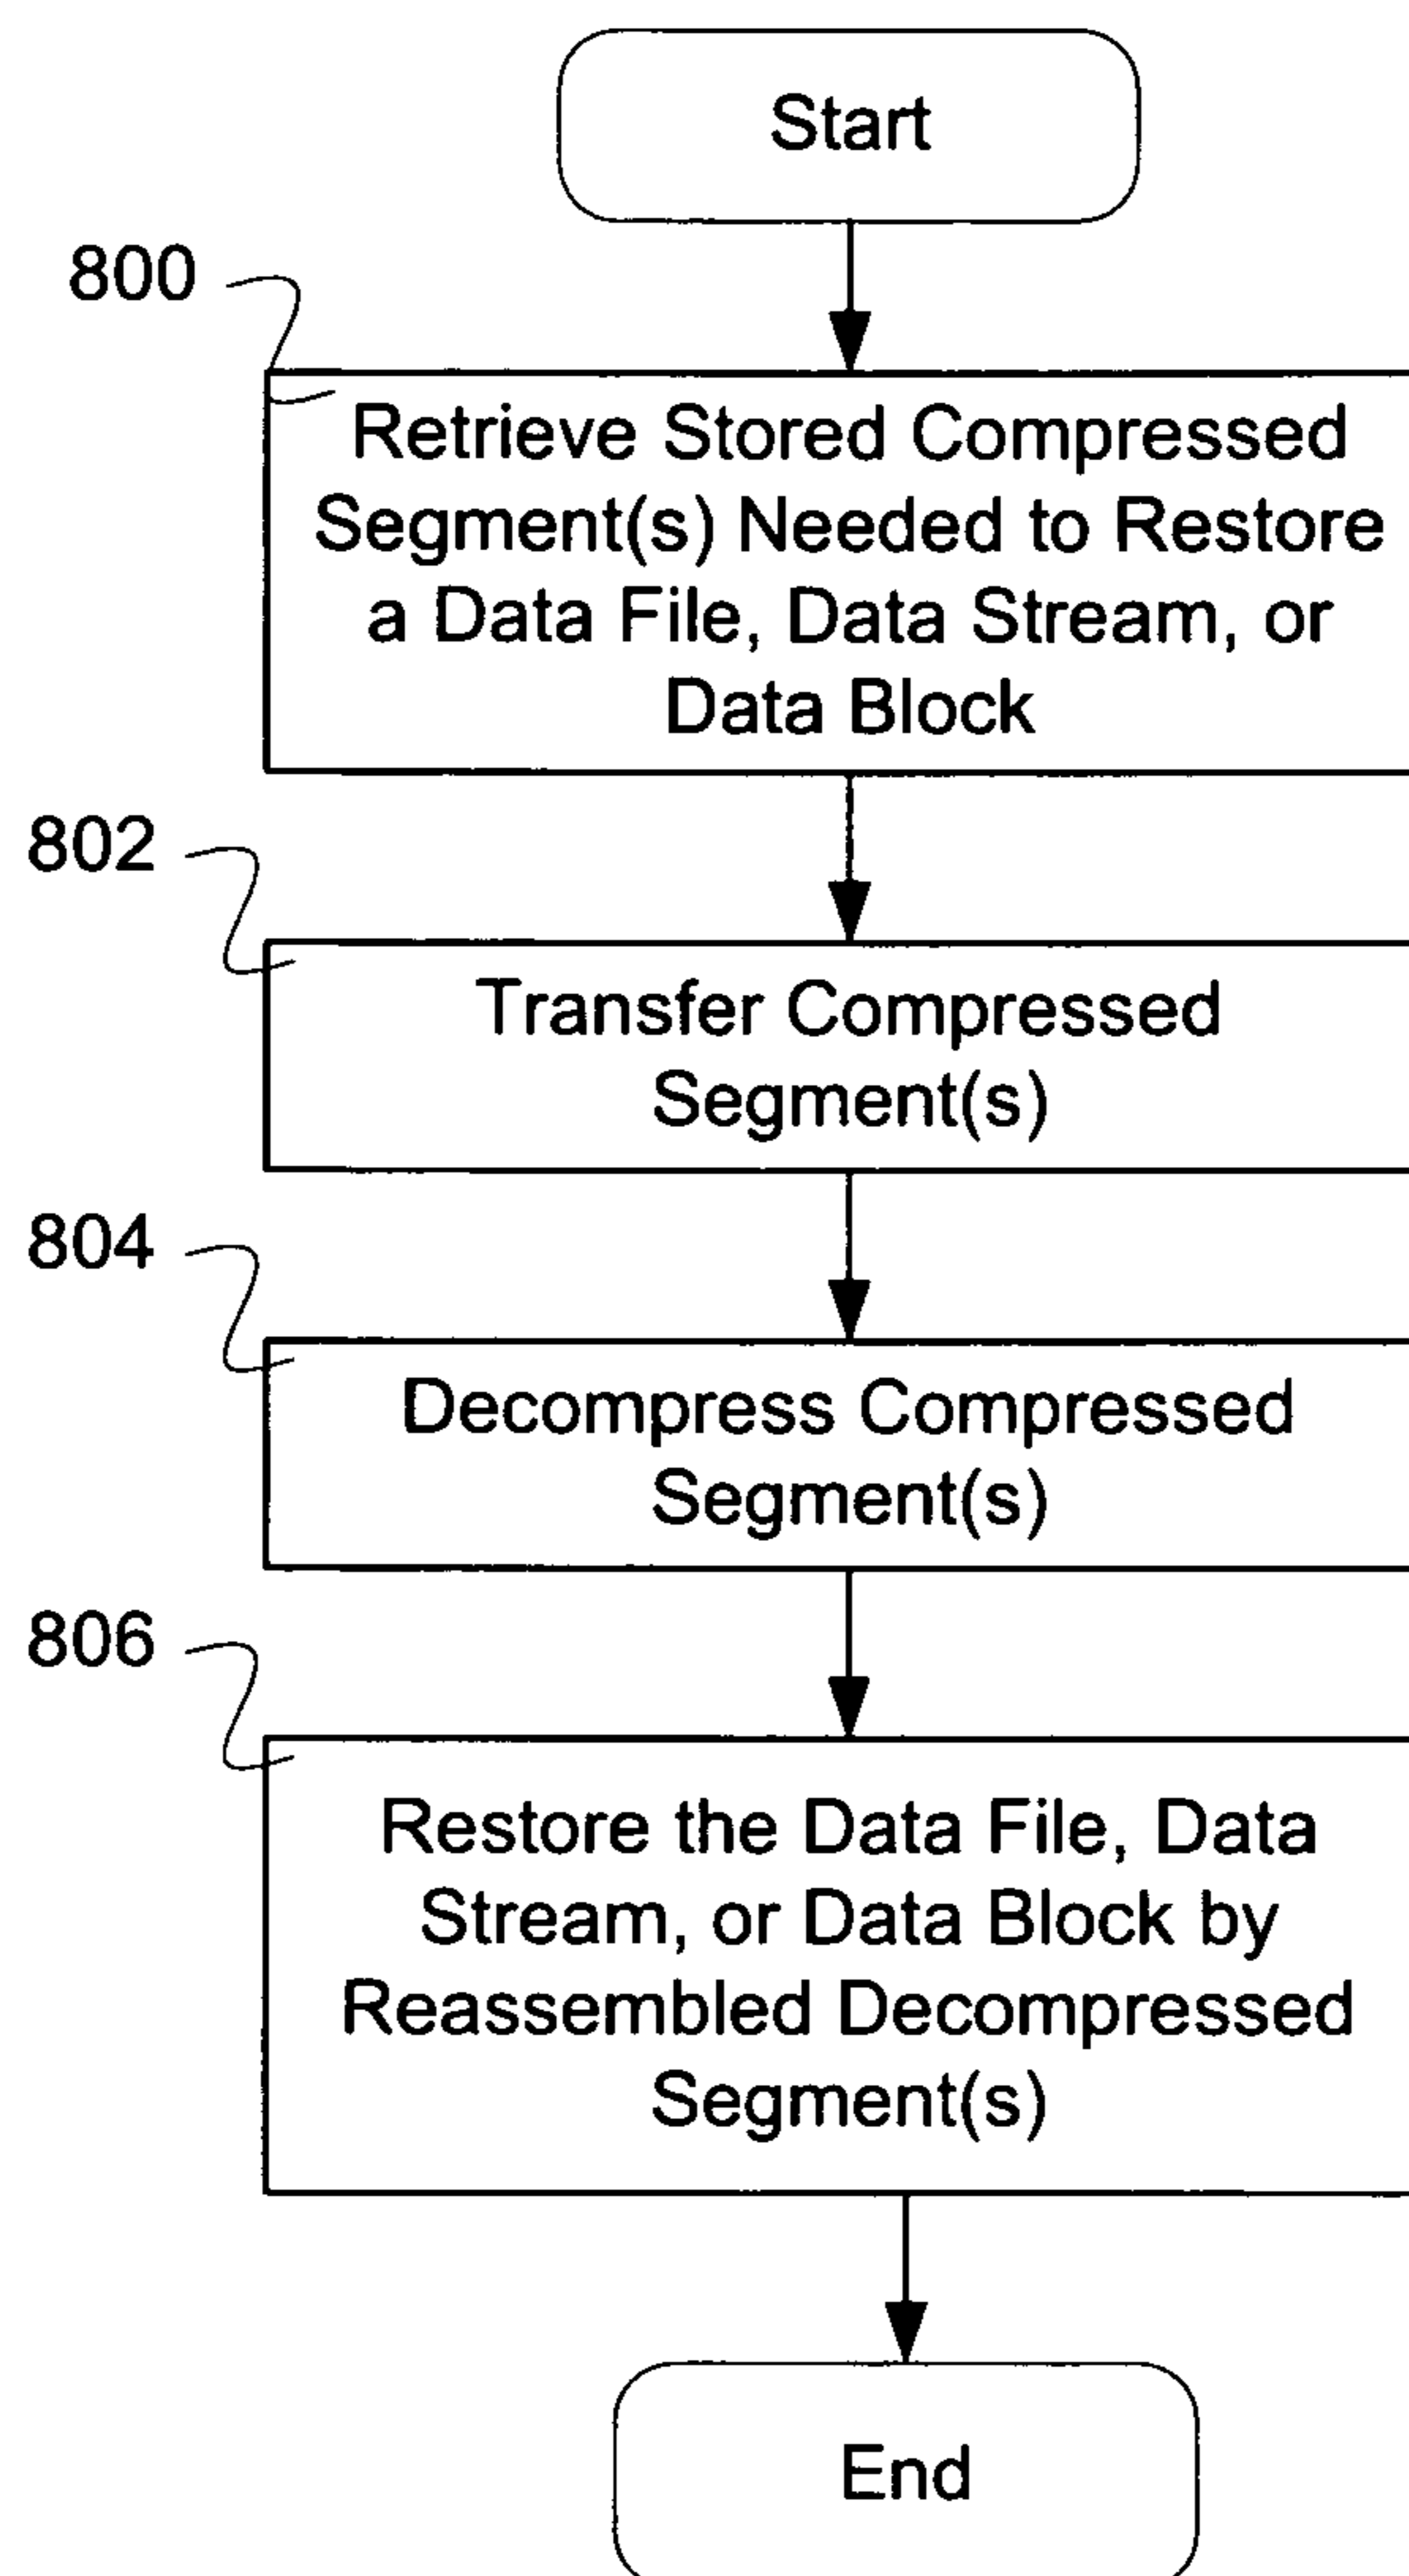 Start
800
Retrieve Stored Compressed
Segment(s) Needed to Restore
a Data File, Data Stream, or
Data Block
802
Transfer Compressed
Segment(s)
804
Decompress Compressed
Segment(s)
806
Restore the Data File, Data
Stream, or Data Block by
Reassembled Decompressed
Segment(s)
End